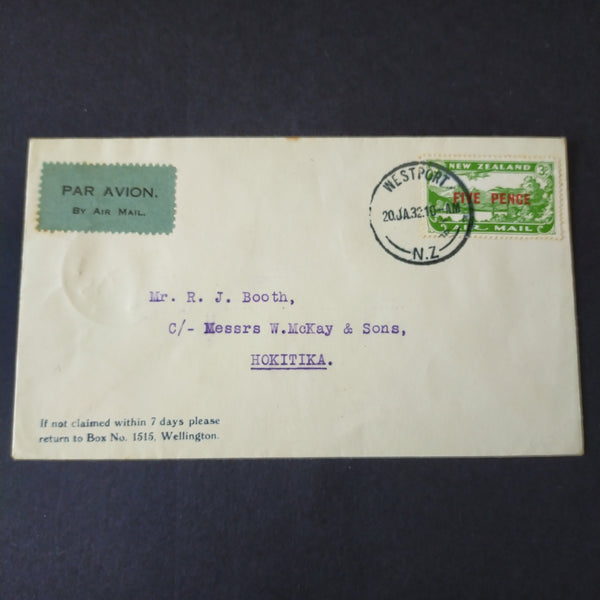 PAR AVION.
BY AIR MAIL.
WESTPORT
20.JA.32.10-AM
N.Z
NEW ZEALAND
3D
FIVE PENCE
AIR MAIL
Mr. R. J. Booth,
C/- Messrs W.McKay & Sons,
HOKITIKA.
If not claimed within 7 days please
return to Box No. 1515, Wellington.